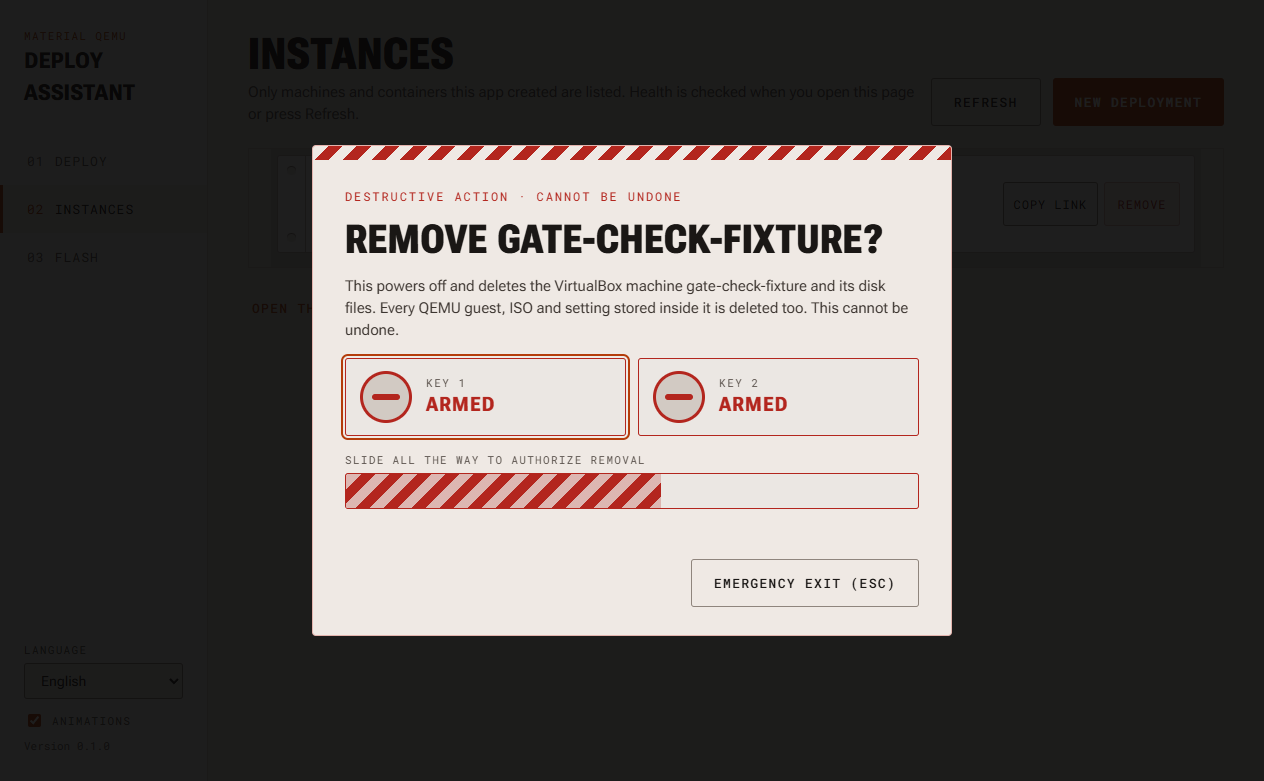 MATERIAL QEMU
DEPLOY
ASSISTANT
01 DEPLOY
02 INSTANCES
03 FLASH
INSTANCES
Only machines and containers this app created are listed. Health is checked when you open this page
or press Refresh.
REFRESH
NEW DEPLOYMENT
COPY LINK
REMOVE
OPEN TH
DESTRUCTIVE ACTION · CANNOT BE UNDONE
REMOVE GATE-CHECK-FIXTURE?
This powers off and deletes the VirtualBox machine gate-check-fixture and its disk
files. Every QEMU guest, ISO and setting stored inside it is deleted too. This cannot be
undone.
KEY 1
ARMED
KEY 2
ARMED
SLIDE ALL THE WAY TO AUTHORIZE REMOVAL
EMERGENCY EXIT (ESC)
LANGUAGE
English
ANIMATIONS
Version 0.1.0